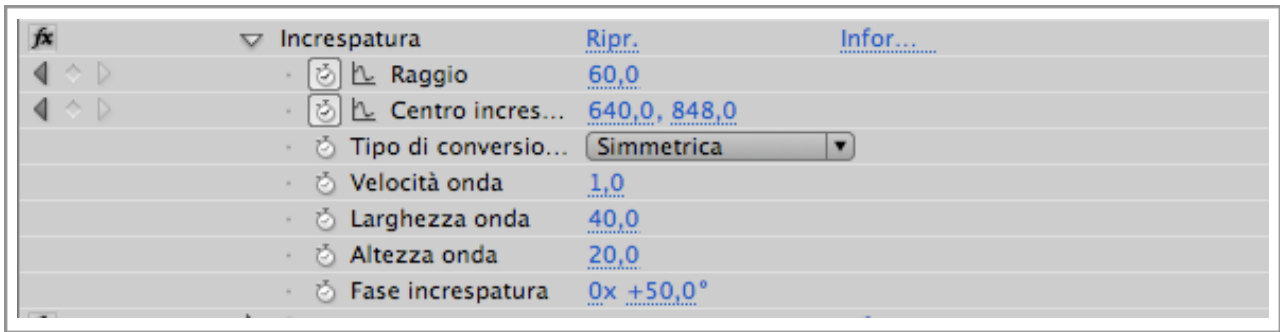 fx Increspatura Ripr. Infor...
Raggio 60,0
Centro incres... 640,0, 848,0
Tipo di conversio... Simmetrica
Velocità onda 1,0
Larghezza onda 40,0
Altezza onda 20,0
Fase increspatura 0x +50,0°